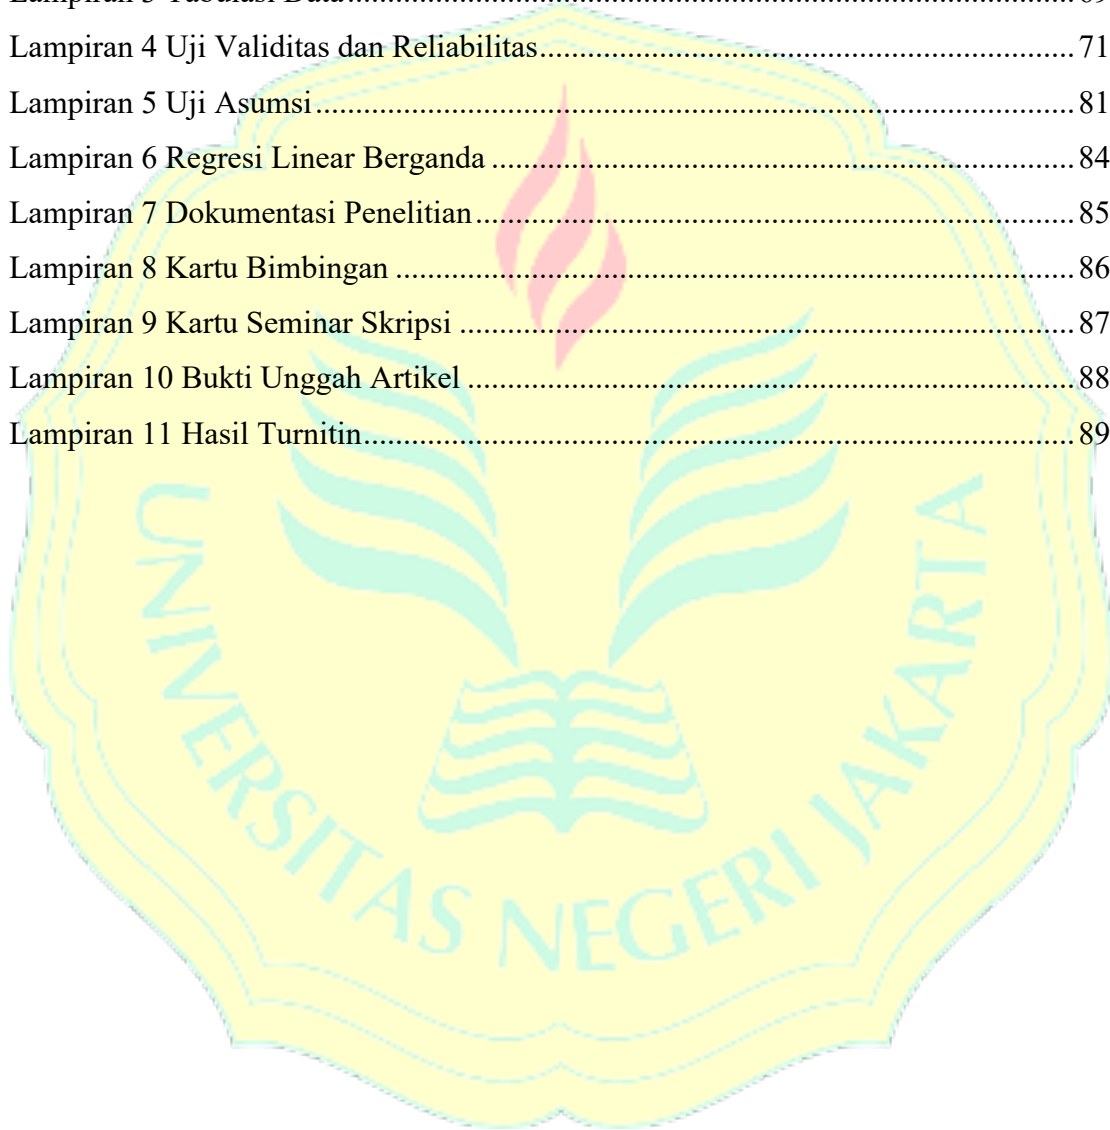 Lampiran 4 Uji Validitas dan Reliabilitas.................................................................... 71
Lampiran 5 Uji Asumsi................................................................................................ 81
Lampiran 6 Regresi Linear Berganda .......................................................................... 84
Lampiran 7 Dokumentasi Penelitian............................................................................ 85
Lampiran 8 Kartu Bimbingan ...................................................................................... 86
Lampiran 9 Kartu Seminar Skripsi .............................................................................. 87
Lampiran 10 Bukti Unggah Artikel ............................................................................. 88
Lampiran 11 Hasil Turnitin.......................................................................................... 89
UNIVERSITAS NEGERI JAKARTA